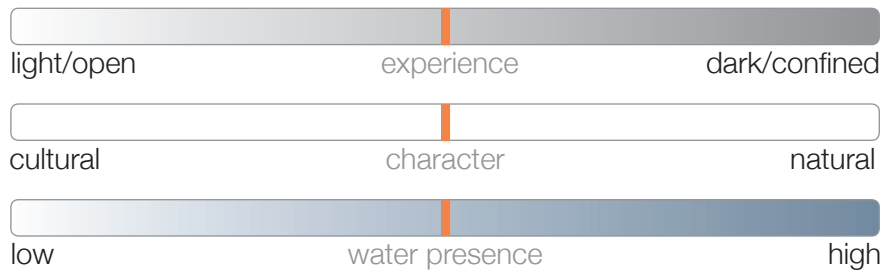 light/open experience dark/confined
cultural character natural
low water presence high